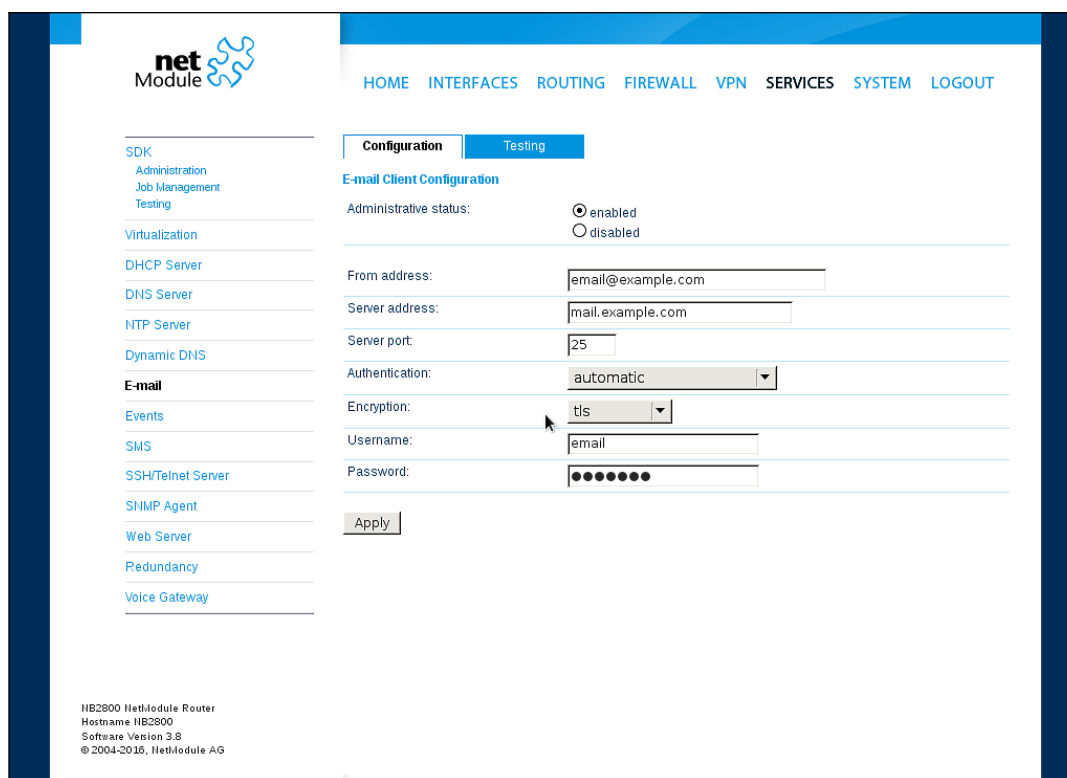 net
Module
HOME INTERFACES ROUTING FIREWALL VPN SERVICES SYSTEM LOGOUT
SDK
Administration
Job Management
Testing
Virtualization
DHCP Server
DNS Server
NTP Server
Dynamic DNS
E-mail
Events
SMS
SSH/Telnet Server
SNMP Agent
Web Server
Redundancy
Voice Gateway
Configuration Testing
E-mail Client Configuration
Administrative status: enabled
disabled
From address: email@example.com
Server address: mail.example.com
Server port: 25
Authentication: automatic
Encryption: tls
Username: email
Password: ●●●●●●●
Apply
NB2800 NetModule Router
Hostname NB2800
Software Version 3.8
© 2004-2016, NetModule AG